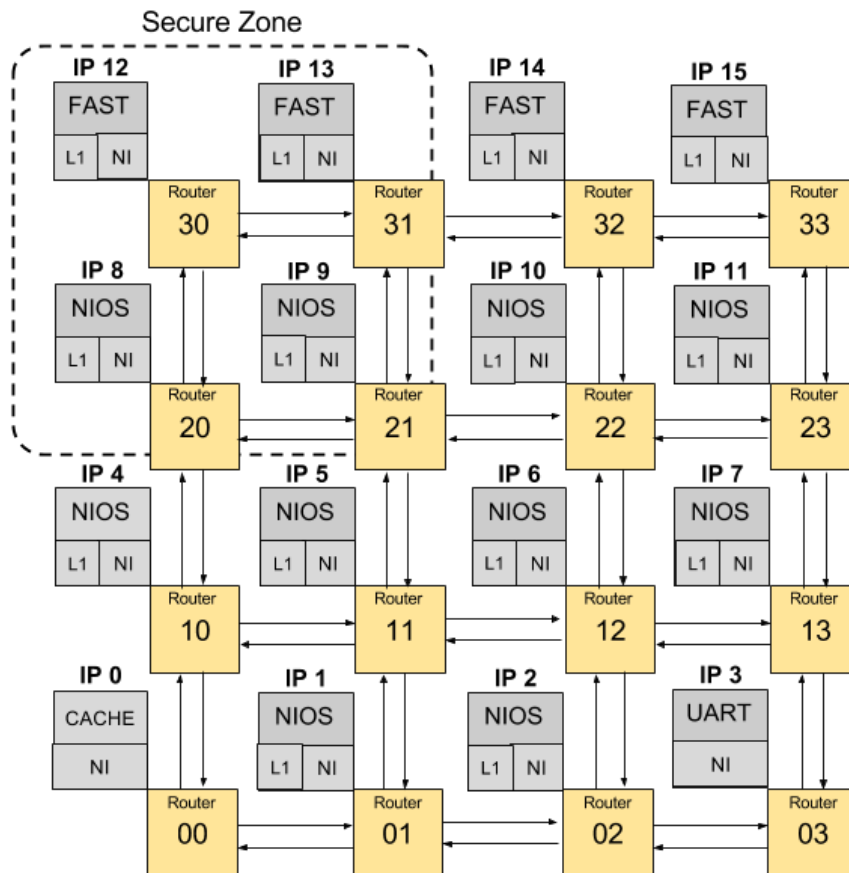 Secure Zone
IP 12
IP 13
IP 14
IP 15
FAST
FAST
FAST
FAST
L1 NI
L1 NI
L1 NI
L1 NI
Router
30
Router
31
Router
32
Router
33
IP 8
IP 9
IP 10
IP 11
NIOS
NIOS
NIOS
NIOS
L1 NI
L1 NI
L1 NI
L1 NI
Router
20
Router
21
Router
22
Router
23
IP 4
IP 5
IP 6
IP 7
NIOS
NIOS
NIOS
NIOS
L1 NI
L1 NI
L1 NI
L1 NI
Router
10
Router
11
Router
12
Router
13
IP 0
IP 1
IP 2
IP 3
CACHE
NIOS
NIOS
UART
NI
L1 NI
L1 NI
NI
Router
00
Router
01
Router
02
Router
03